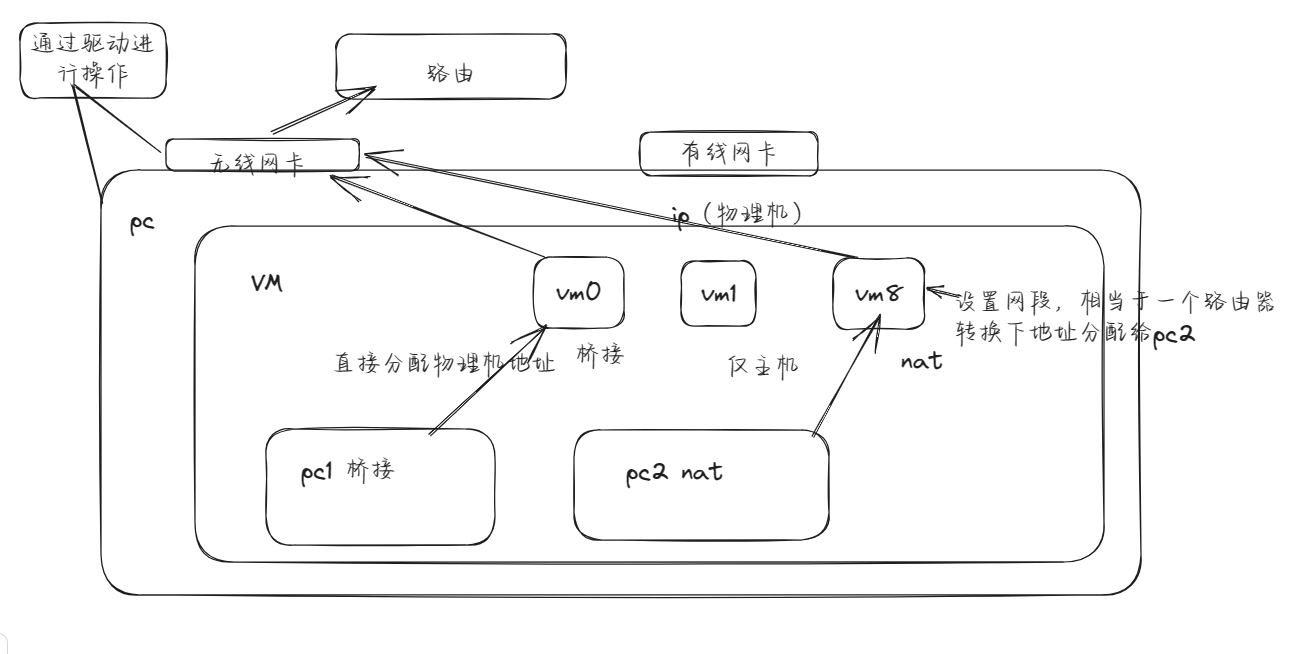 通过驱动进
行操作
路由
无线网卡
有线网卡
pc
ip（物理机）
VM
vm0
vm1
vm8
设置网段，相当于一个路由器
转换下地址分配给pc2
直接分配物理机地址
桥接
仅主机
nat
pc1 桥接
pc2 nat